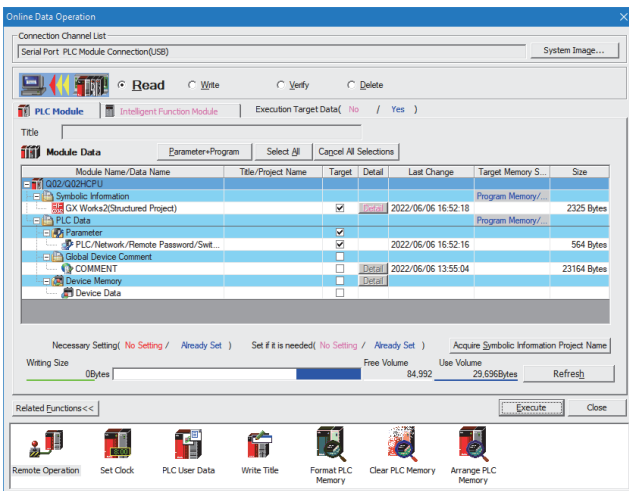 Online Data Operation
Connection Channel List
Serial Port PLC Module Connection(USB)
System Image...
Read Write Verify Delete
PLC Module Intelligent Function Module Execution Target Data( No / Yes )
Title
Module Data Parameter+Program Select All Cancel All Selections
Module Name/Data Name Title/Project Name Target Detail Last Change Target Memory S... Size
Q02/Q02HCPU
Symbolic Information Program Memory/...
GX Works2(Structured Project) Detail 2022/06/06 16:52:18 2325 Bytes
PLC Data Program Memory/...
Parameter
PLC/Network/Remote Password/Swit... 2022/06/06 16:52:16 564 Bytes
Global Device Comment
COMMENT Detail 2022/06/06 13:55:04 23164 Bytes
Device Memory Detail
Device Data
Necessary Setting( No Setting / Already Set ) Set if it is needed( No Setting / Already Set ) Acquire Symbolic Information Project Name
Writing Size Free Volume Use Volume
0Bytes 84,992 29,696Bytes Refresh
Related Functions<< Execute Close
Remote Operation Set Clock PLC User Data Write Title Format PLC Memory Clear PLC Memory Arrange PLC Memory